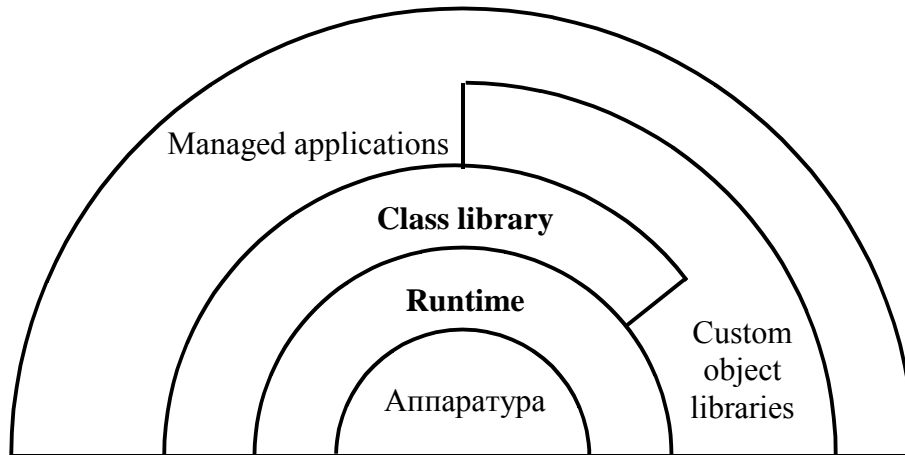 Managed applications
Class library
Runtime
Аппаратура
Custom
object
libraries